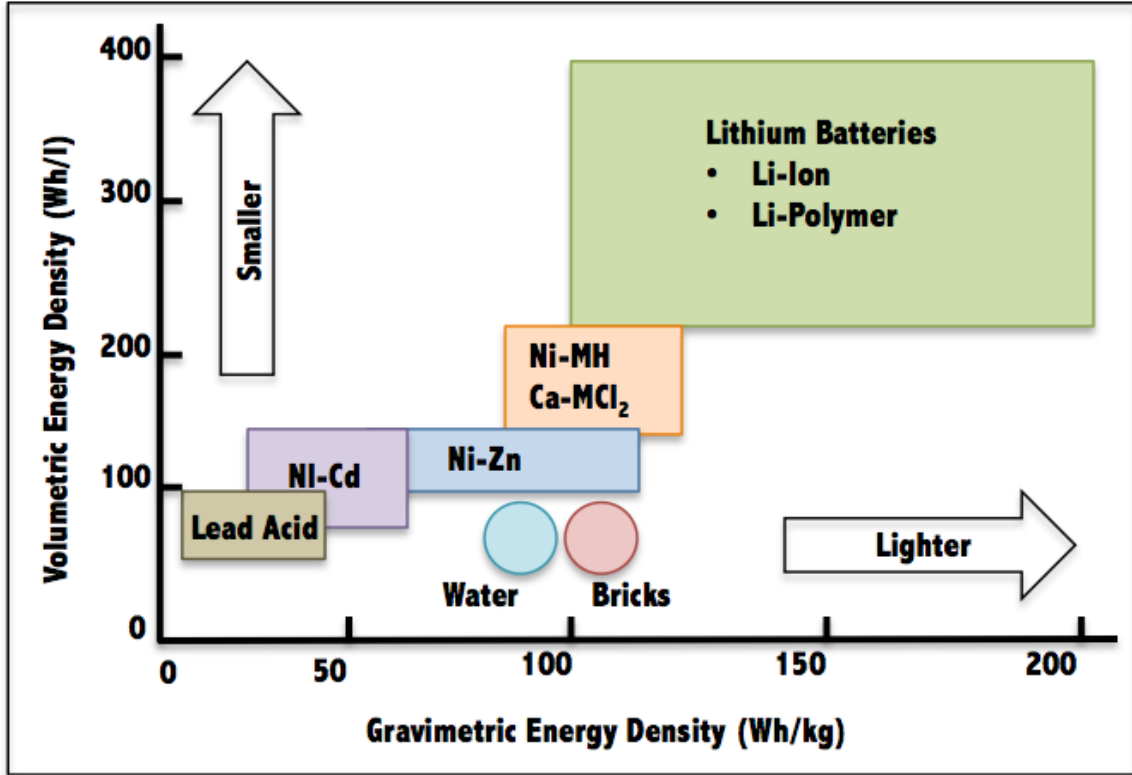 Volumetric Energy Density (Wh/l)
400
300
200
100
0
Smaller
Lithium Batteries
• Li-Ion
• Li-Polymer
Ni-MH
Ca-MCl₂
Ni-Zn
NI-Cd
Lead Acid
Water
Bricks
Lighter
0
50
100
150
200
Gravimetric Energy Density (Wh/kg)